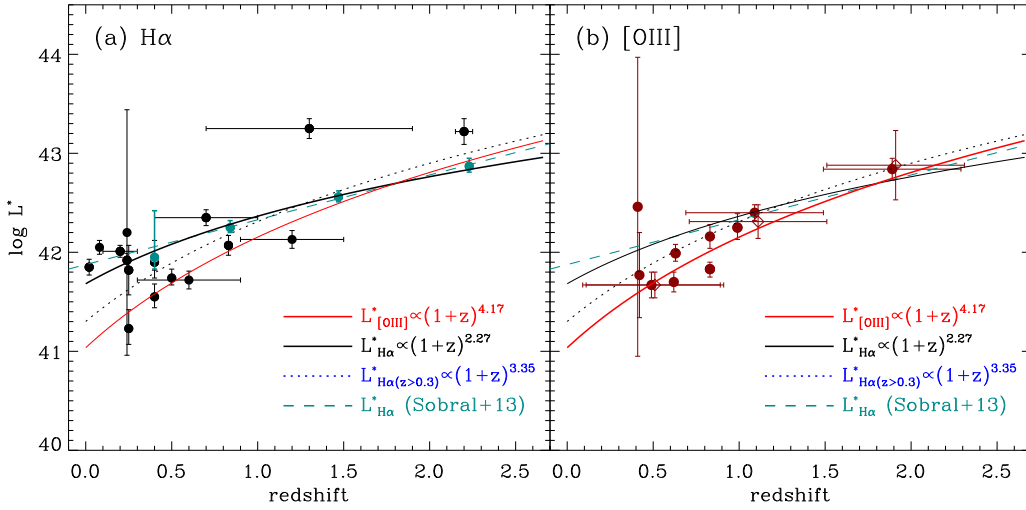 (a) Hα
(b) [OIII]
log L*
44
43
42
41
40
L*[OIII]∝(1+z)^4.17
L*Hα∝(1+z)^2.27
L*Hα(z>0.3)∝(1+z)^3.35
L*Hα (Sobral+13)
L*[OIII]∝(1+z)^4.17
L*Hα∝(1+z)^2.27
L*Hα(z>0.3)∝(1+z)^3.35
L*Hα (Sobral+13)
0.0 0.5 1.0 1.5 2.0 2.5
0.0 0.5 1.0 1.5 2.0 2.5
redshift
redshift